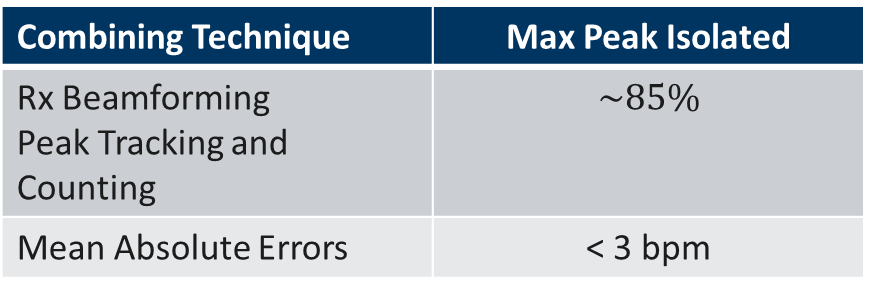 Combining Technique Max Peak Isolated
Rx Beamforming ~85%
Peak Tracking and
Counting
Mean Absolute Errors < 3 bpm